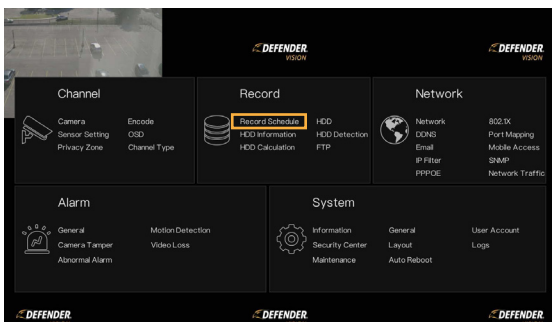 DEFENDER
VISION
DEFENDER
VISION
Channel
Camera Encode
Sensor Setting OSD
Privacy Zone Channel Type
Record
Record Schedule HDD
HDD Information HDD Detection
HDD Calculation FTP
Network
Network 802.1X
DDNS Port Mapping
Email Mobile Access
IP Filter SNMP
PPPOE Network Traffic
Alarm
General Motion Detection
Camera Tamper Video Loss
Abnormal Alarm
System
Information General User Account
Security Center Layout Logs
Maintenance Auto Reboot
DEFENDER
DEFENDER
DEFENDER